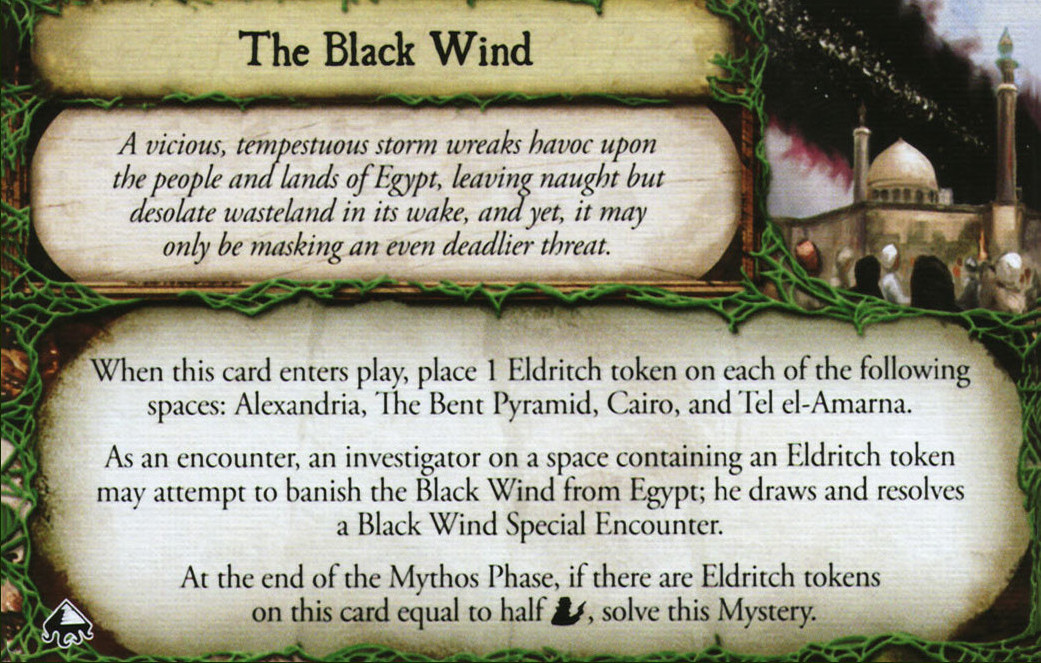 The Black Wind
A vicious, tempestuous storm wreaks havoc upon
the people and lands of Egypt, leaving naught but
desolate wasteland in its wake, and yet, it may
only be masking an even deadlier threat.
When this card enters play, place 1 Eldritch token on each of the following
spaces: Alexandria, The Bent Pyramid, Cairo, and Tel el-Amarna.
As an encounter, an investigator on a space containing an Eldritch token
may attempt to banish the Black Wind from Egypt; he draws and resolves
a Black Wind Special Encounter.
At the end of the Mythos Phase, if there are Eldritch tokens
on this card equal to half , solve this Mystery.